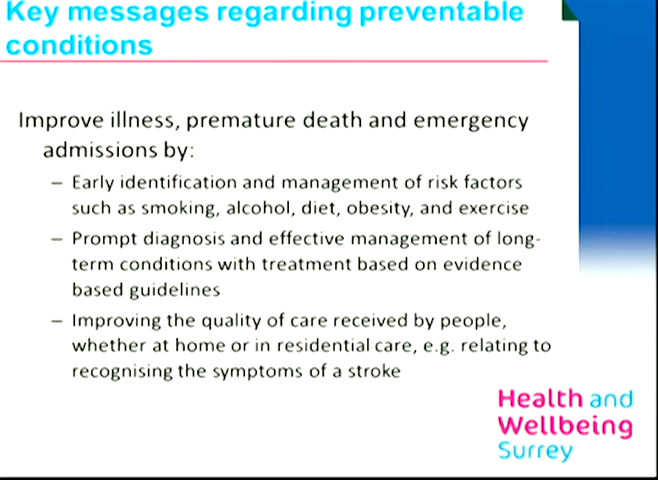 Key messages regarding preventable
conditions
Improve illness, premature death and emergency
admissions by:
– Early identification and management of risk factors
such as smoking, alcohol, diet, obesity, and exercise
– Prompt diagnosis and effective management of long-
term conditions with treatment based on evidence
based guidelines
– Improving the quality of care received by people,
whether at home or in residential care, e.g. relating to
recognising the symptoms of a stroke
Health and
Wellbeing
Surrey